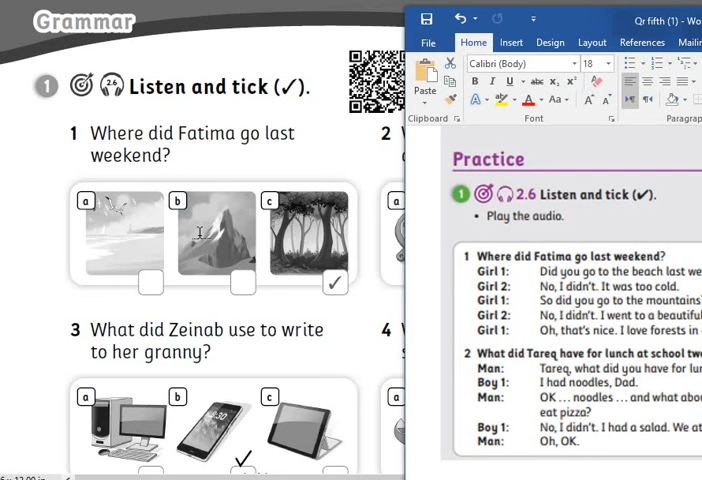 Grammar
1 2.6 Listen and tick (✓).
1 Where did Fatima go last
weekend?
2
a
b
c
✓
a
3 What did Zeinab use to write
to her granny?
4
a
b
c
a
8:30
✓
Qr fifth (1) - Wo
File Home Insert Design Layout References Mailin
Paste
Calibri (Body) 18
B I U abc x₂ x²
A ab A Aa A A
Clipboard Font Paragrap
Practice
1 2.6 Listen and tick (✓).
• Play the audio.
1 Where did Fatima go last weekend?
Girl 1: Did you go to the beach last we
Girl 2: No, I didn't. It was too cold.
Girl 1: So did you go to the mountains
Girl 2: No, I didn't. I went to a beautiful
Girl 1: Oh, that's nice. I love forests in
2 What did Tareq have for lunch at school tw
Man: Tareq, what did you have for lun
Boy 1: I had noodles, Dad.
Man: OK ... noodles ... and what abou
eat pizza?
Boy 1: No, I didn't. I had a salad. We at
Man: Oh, OK.